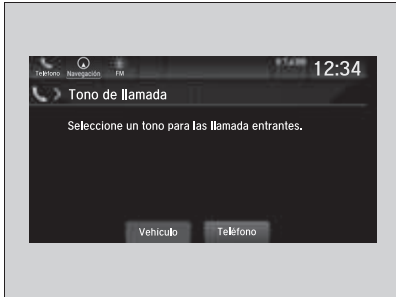 Teléfono Navegación FM 12:34
Tono de llamada
Seleccione un tono para las llamada entrantes.
Vehículo Teléfono